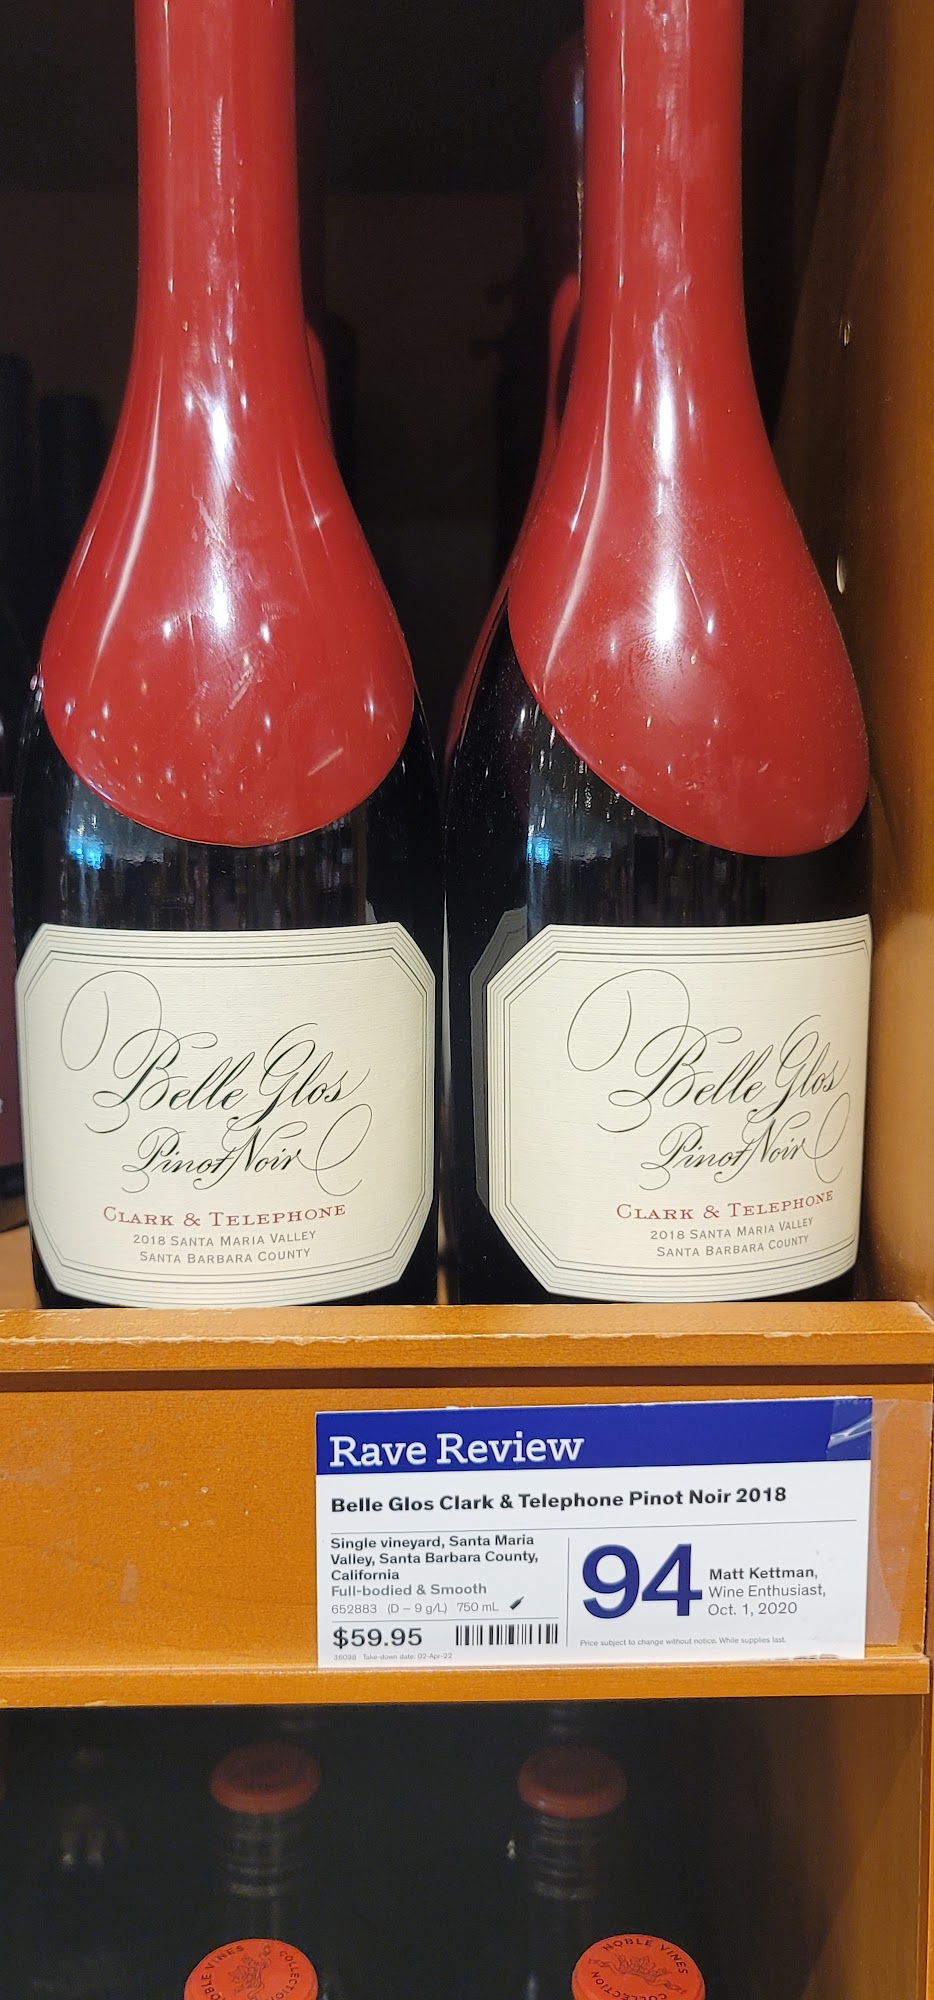 Belle Glos
Pinot Noir
CLARK & TELEPHONE
2018 SANTA MARIA VALLEY
SANTA BARBARA COUNTY
Belle Glos
Pinot Noir
CLARK & TELEPHONE
2018 SANTA MARIA VALLEY
SANTA BARBARA COUNTY
Rave Review
Belle Glos Clark & Telephone Pinot Noir 2018
Single vineyard, Santa Maria
Valley, Santa Barbara County,
California
Full-bodied & Smooth
652883 (D – 9 g/L) 750 mL
$59.95
36098 Take-down date: 02-Apr-22
94
Matt Kettman,
Wine Enthusiast,
Oct. 1, 2020
Price subject to change without notice. While supplies last.
NOBLE VINES COLLECTION
NOBLE VINES COLLECTION